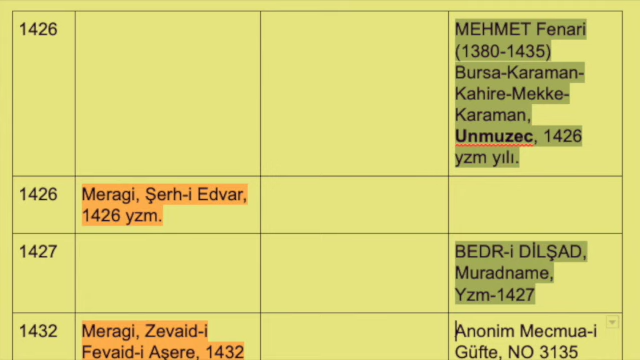 1426
MEHMET Fenari
(1380-1435)
Bursa-Karaman-
Kahire-Mekke-
Karaman,
Unmuzec, 1426
yzm yılı.
1426
Meragi, Şerh-i Edvar,
1426 yzm.
1427
BEDR-i DİLŞAD,
Muradname,
Yzm-1427
1432
Meragi, Zevaid-i
Fevaid-i Aşere, 1432
Anonim Mecmua-i
Güfte, NO 3135